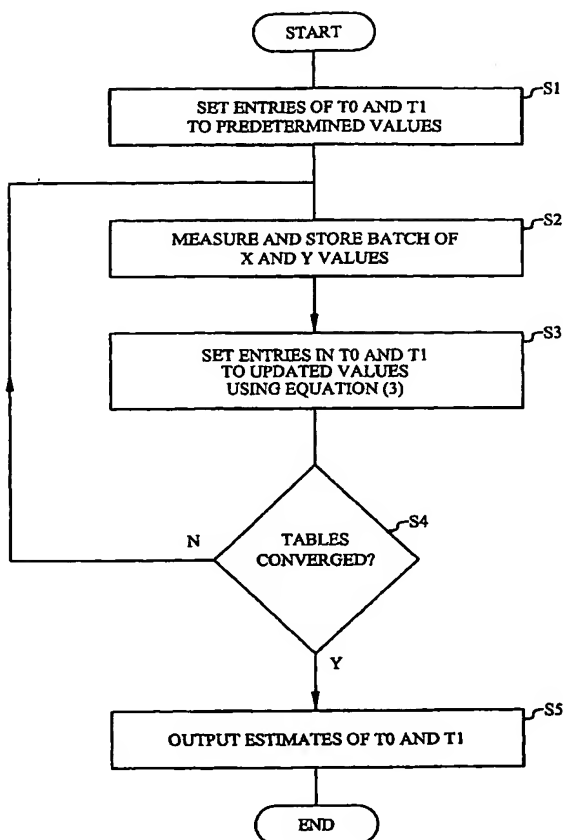 START
S1
SET ENTRIES OF T0 AND T1
TO PREDETERMINED VALUES
S2
MEASURE AND STORE BATCH OF
X AND Y VALUES
S3
SET ENTRIES IN T0 AND T1
TO UPDATED VALUES
USING EQUATION (3)
S4
N
TABLES
CONVERGED?
Y
S5
OUTPUT ESTIMATES OF T0 AND T1
END